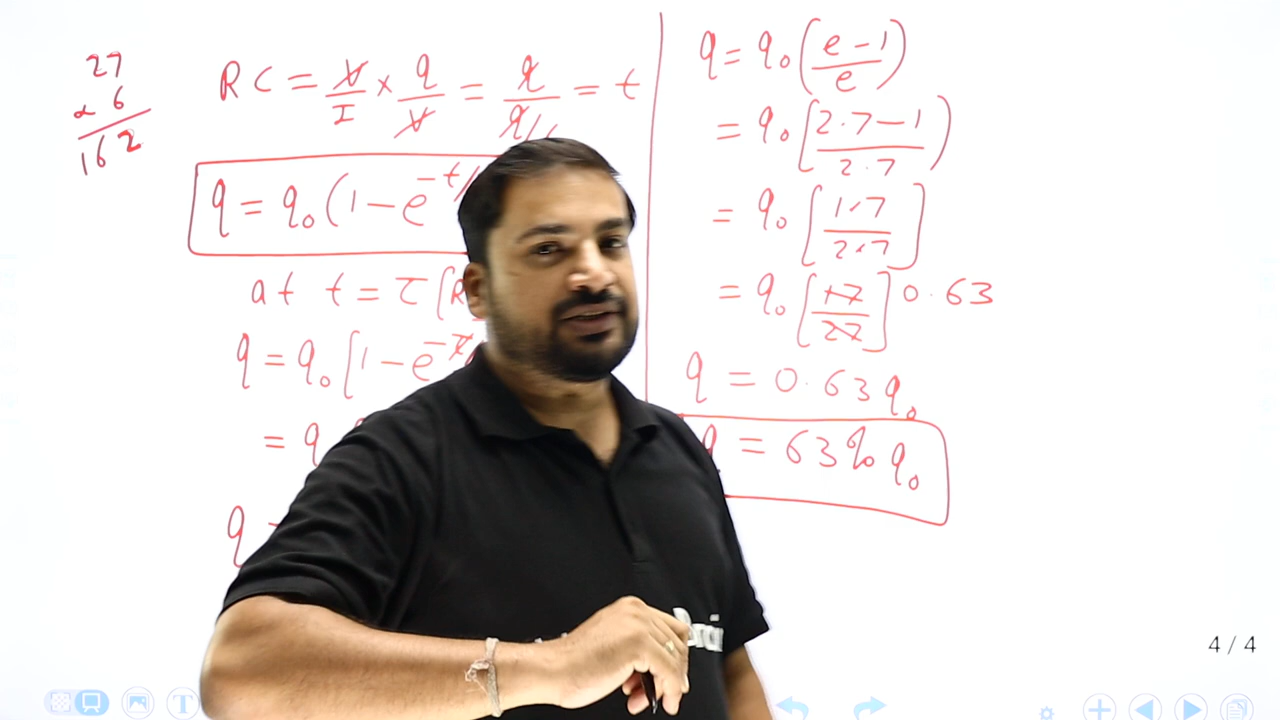 27
× 6
162
RC = V/I × q/V = q/q/t = t
q = q₀ (1 - e^-t/
at t = τ [R
q = q₀ [1 - e^-τ/
= q
q =
q = q₀ ((e - 1)/e)
= q₀ [(2.7 - 1)/2.7)
= q₀ [1.7/2.7]
= q₀ [17/27] 0.63
q = 0.63 q₀
q = 63% q₀
4 / 4
T